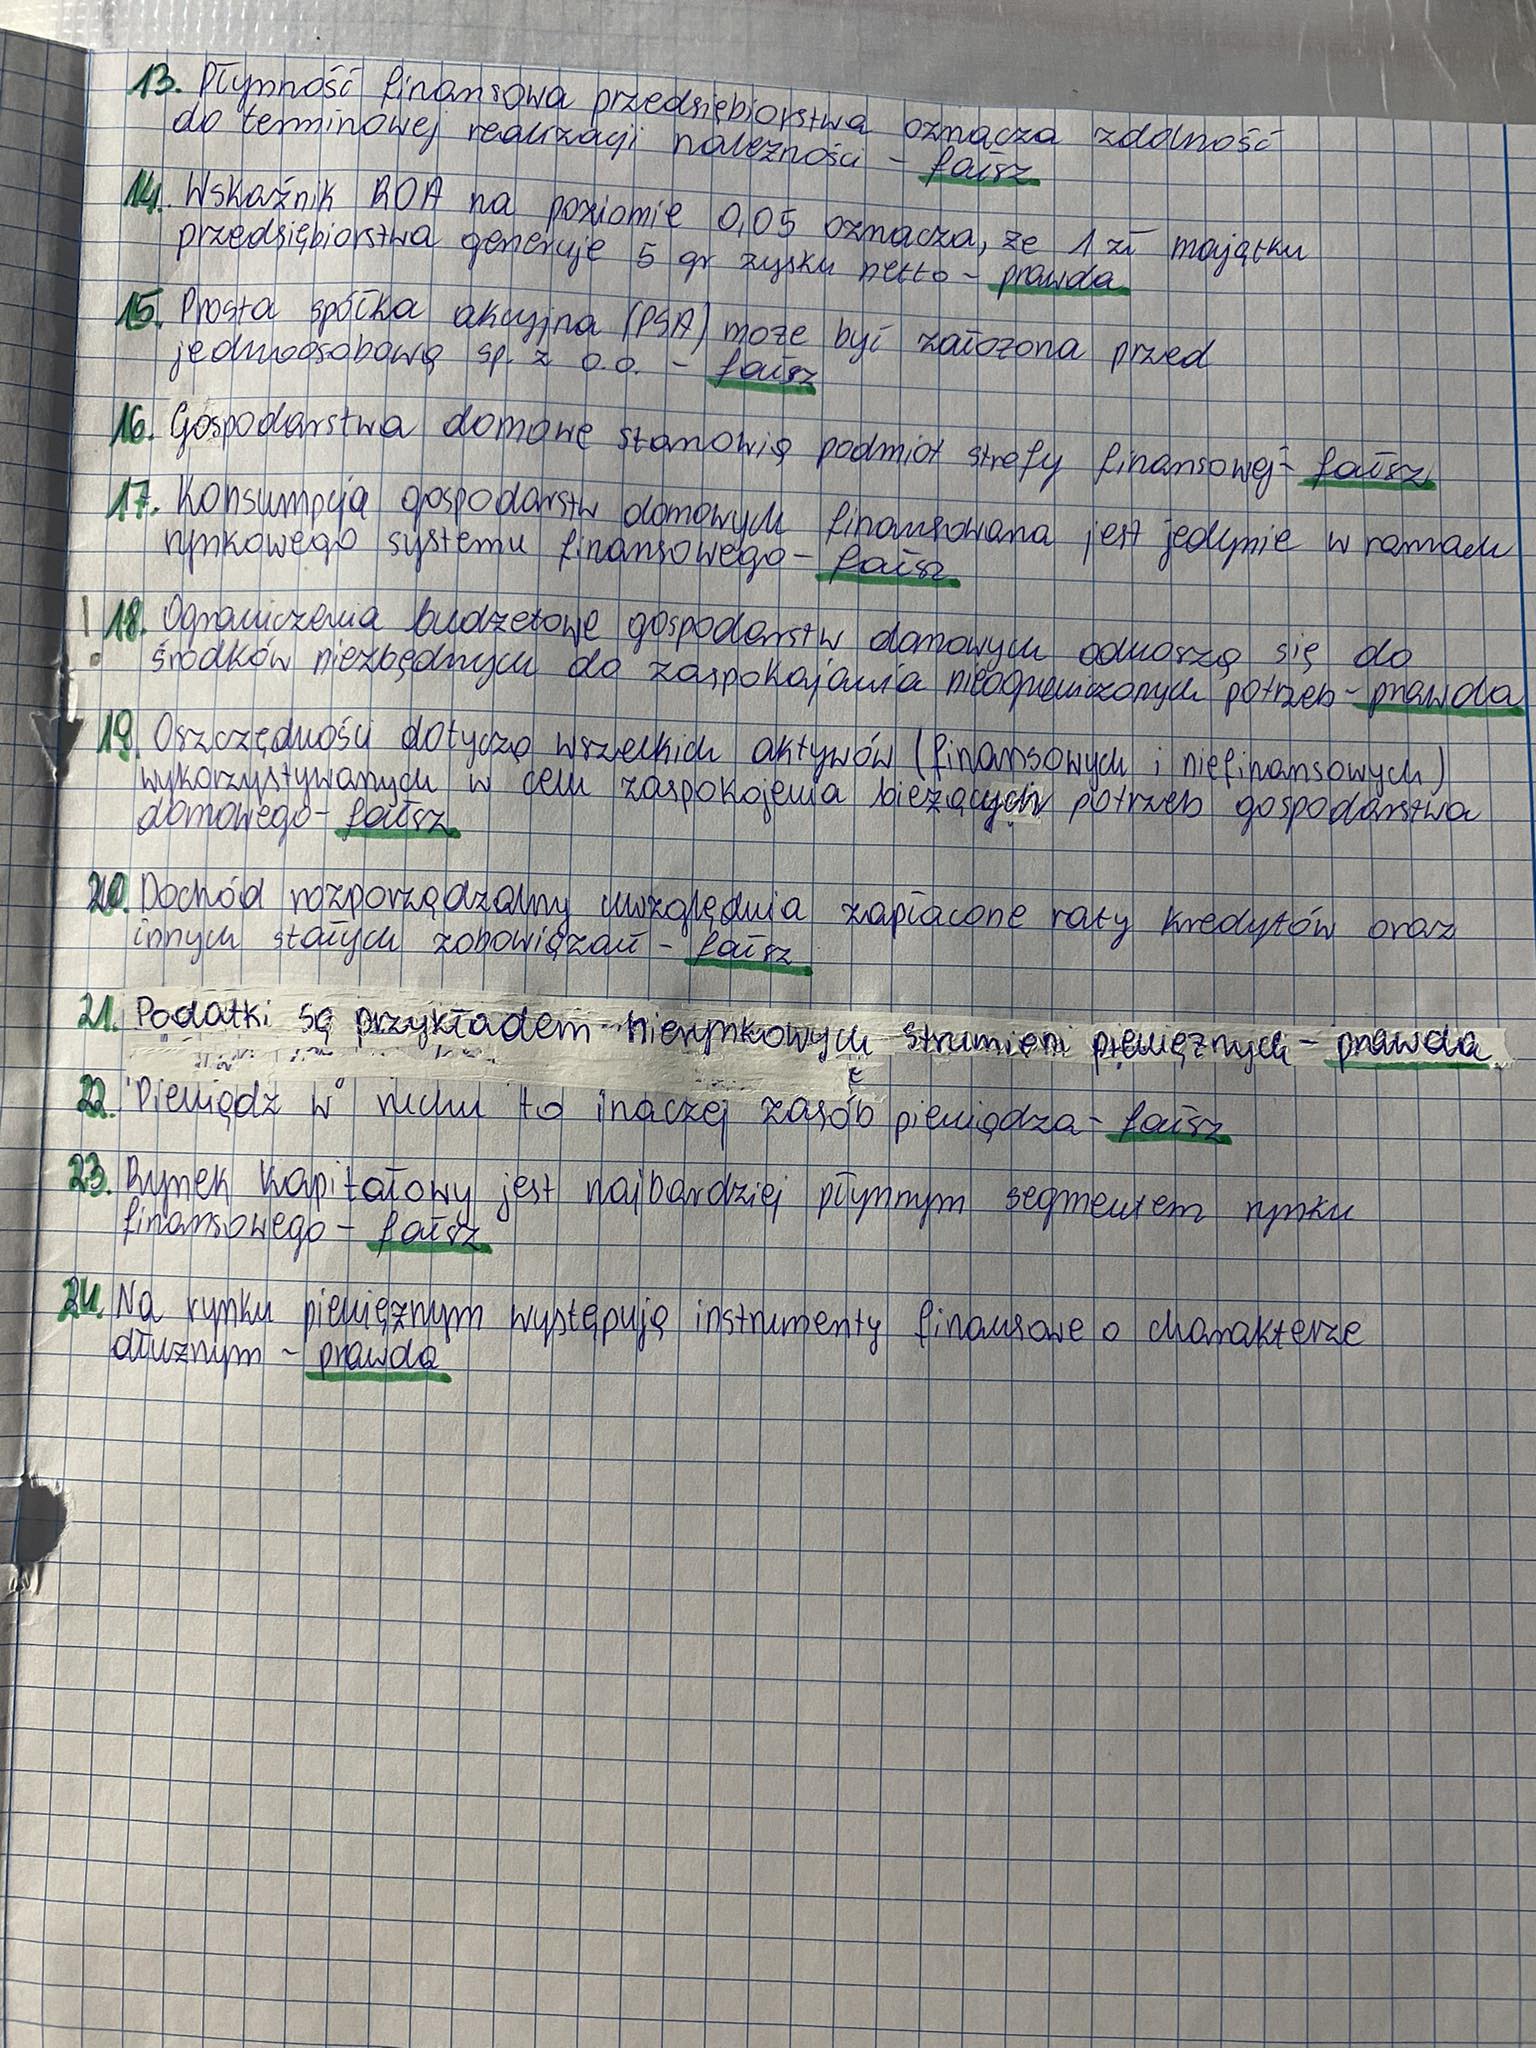 13. Płynność finansowa przedsiębiorstwa oznacza zdolność
do terminowej realizacji należności - fałsz
14. Wskaźnik ROA na poziomie 0,05 oznacza, że 1 zł majątku
przedsiębiorstwa generuje 5 gr zysku netto - prawda
15. Prosta spółka akcyjna (PSA) może być założona przed
jednoosobową sp. z o.o. - fałsz
16. Gospodarstwa domowe stanowią podmiot strefy finansowej - fałsz
17. Konsumpcja gospodarstw domowych finansowana jest jedynie w ramach
rynkowego systemu finansowego - fałsz
! 18. Ograniczenia budżetowe gospodarstw domowych odnoszą się do
środków niezbędnych do zaspokajania nieograniczonych potrzeb - prawda
19. Oszczędności dotyczą wszelkich aktywów (finansowych i niefinansowych)
wykorzystywanych w celu zaspokojenia bieżących potrzeb gospodarstwa
domowego - fałsz
20. Dochód rozporządzalny uwzględnia zapłacone raty kredytów oraz
innych stałych zobowiązań - fałsz
21. Podatki są przykładem nierynkowych strumieni pieniężnych - prawda
22. Pieniądz w ruchu to inaczej zasób pieniądza - fałsz
23. Rynek kapitałowy jest najbardziej płynnym segmentem rynku
finansowego - fałsz
24. Na rynku pieniężnym występują instrumenty finansowe o charakterze
dłużnym - prawda